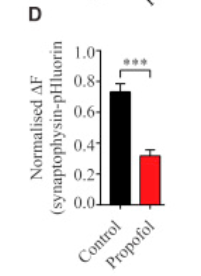 D
Normalised ΔF
(synaptophysin-pHluorin
1.0
0.8
0.6
0.4
0.2
0.0
***
Control
Propofol